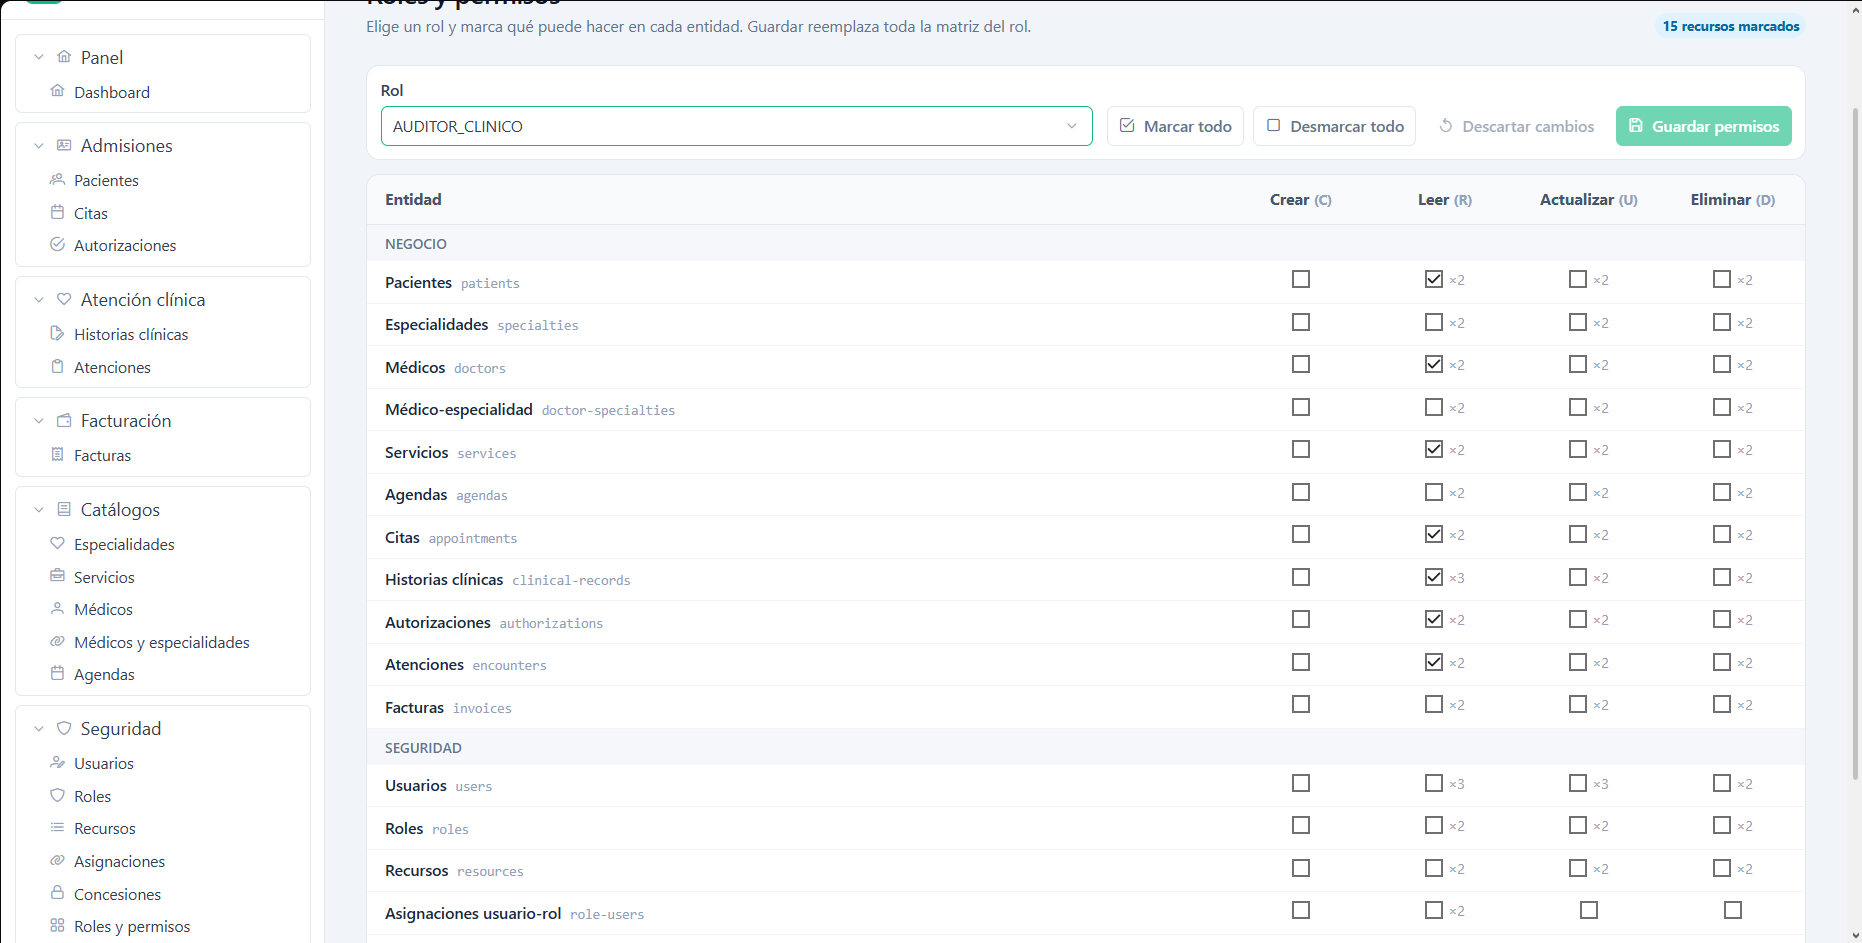 Panel
Dashboard
Admisiones
Pacientes
Citas
Autorizaciones
Atención clínica
Historias clínicas
Atenciones
Facturación
Facturas
Catálogos
Especialidades
Servicios
Médicos
Médicos y especialidades
Agendas
Seguridad
Usuarios
Roles
Recursos
Asignaciones
Concesiones
Roles y permisos
Roles y permisos
Elige un rol y marca qué puede hacer en cada entidad. Guardar reemplaza toda la matriz del rol.
15 recursos marcados
Rol
AUDITOR_CLINICO
Marcar todo
Desmarcar todo
Descartar cambios
Guardar permisos
Entidad Crear (C) Leer (R) Actualizar (U) Eliminar (D)
NEGOCIO
Pacientes patients ×2 ×2 ×2
Especialidades specialties ×2 ×2 ×2
Médicos doctors ×2 ×2 ×2
Médico-especialidad doctor-specialties ×2 ×2 ×2
Servicios services ×2 ×2 ×2
Agendas agendas ×2 ×2 ×2
Citas appointments ×2 ×2 ×2
Historias clínicas clinical-records ×3 ×2 ×2
Autorizaciones authorizations ×2 ×2 ×2
Atenciones encounters ×2 ×2 ×2
Facturas invoices ×2 ×2 ×2
SEGURIDAD
Usuarios users ×3 ×3 ×2
Roles roles ×2 ×2 ×2
Recursos resources ×2 ×2 ×2
Asignaciones usuario-rol role-users ×2